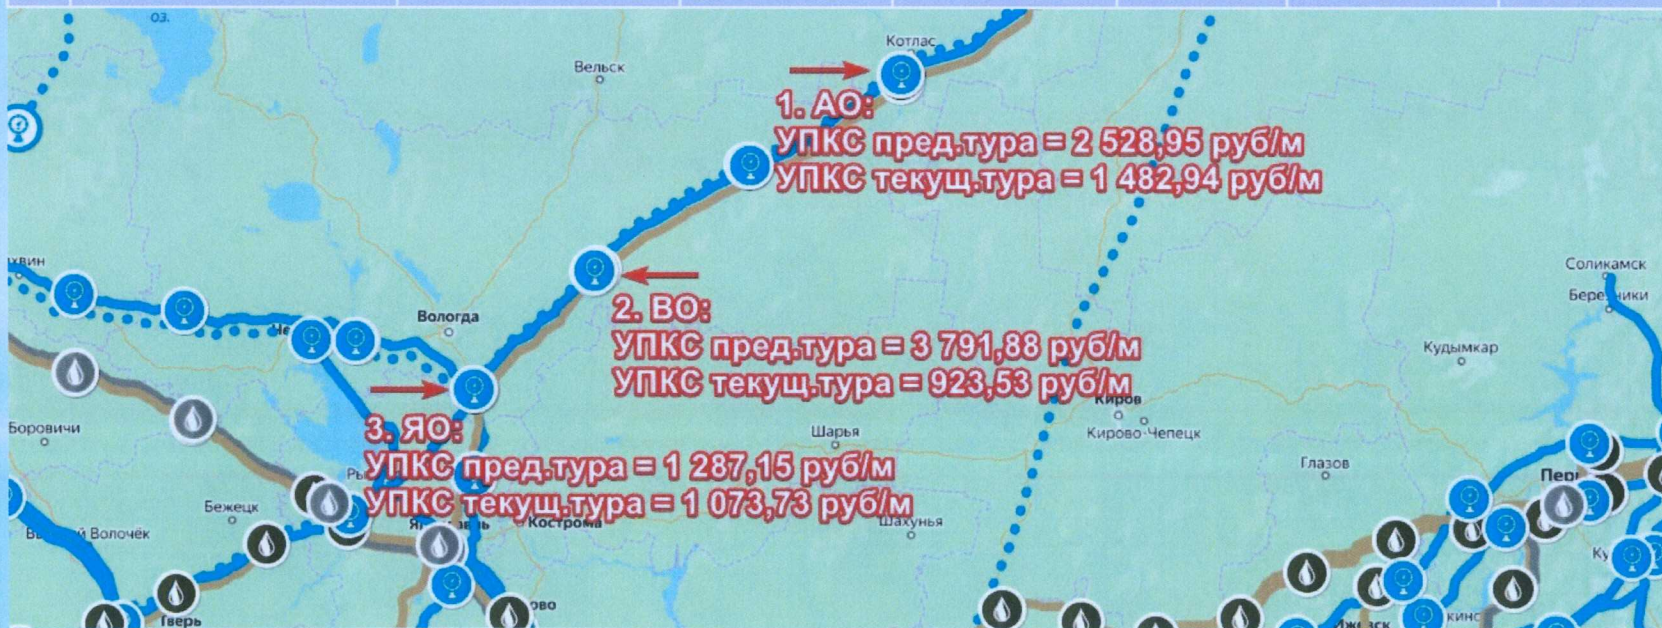 оз.
Котлас
Вельск
1. АО:
УПКС пред.тура = 2 528,95 руб/м
УПКС текущ.тура = 1 482,94 руб/м
Соликамск
Вологда
2. ВО:
УПКС пред.тура = 3 791,88 руб/м
УПКС текущ.тура = 923,53 руб/м
Кудымкар
Киров
Кирово-Чепецк
Боровичи
Шарья
3. ЯО:
УПКС пред.тура = 1 287,15 руб/м
УПКС текущ.тура = 1 073,73 руб/м
Глазов
Бежецк
Кострома
Шахунья
Волочёк
Тверь